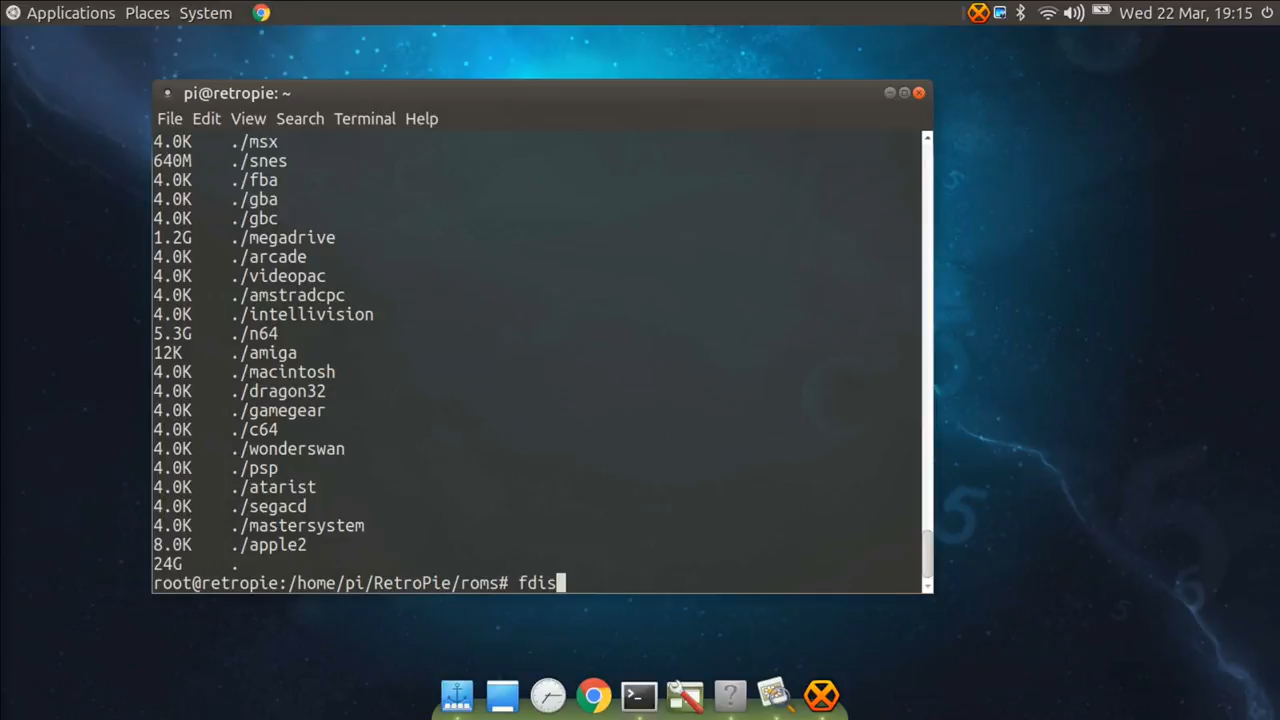 Applications Places System Wed 22 Mar, 19:15
pi@retropie: ~
File Edit View Search Terminal Help
4.0K ./msx
640M ./snes
4.0K ./fba
4.0K ./gba
4.0K ./gbc
1.2G ./megadrive
4.0K ./arcade
4.0K ./videopac
4.0K ./amstradcpc
4.0K ./intellivision
5.3G ./n64
12K ./amiga
4.0K ./macintosh
4.0K ./dragon32
4.0K ./gamegear
4.0K ./c64
4.0K ./wonderswan
4.0K ./psp
4.0K ./atarist
4.0K ./segacd
4.0K ./mastersystem
8.0K ./apple2
24G .
root@retropie:/home/pi/RetroPie/roms# fdis